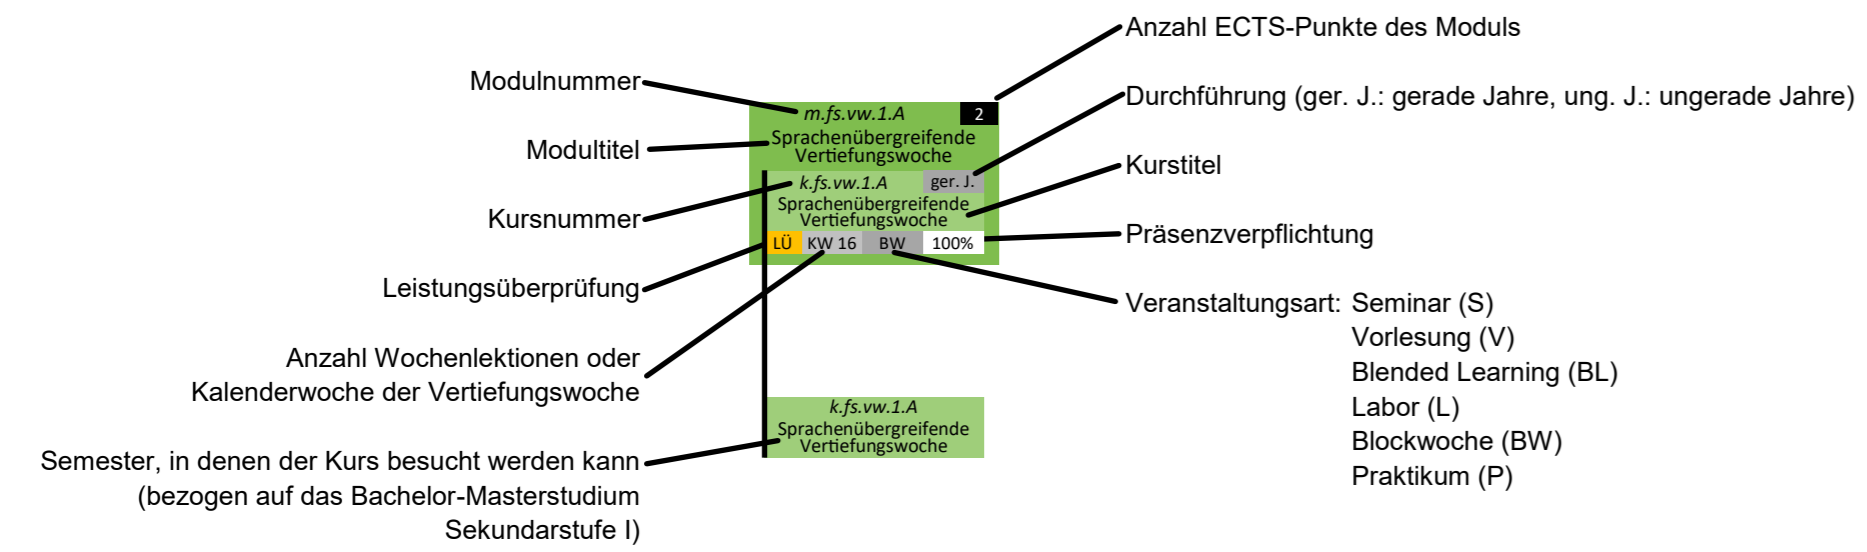 Anzahl ECTS-Punkte des Moduls
Modulnummer
Durchführung (ger. J.: gerade Jahre, ung. J.: ungerade Jahre)
m.fs.vw.1.A 2
Sprachenübergreifende
Vertiefungswoche
Modultitel
Kurstitel
k.fs.vw.1.A ger. J.
Sprachenübergreifende
Vertiefungswoche
Kursnummer
Präsenzverpflichtung
LÜ KW 16 BW 100%
Leistungsüberprüfung
Veranstaltungsart: Seminar (S)
Vorlesung (V)
Blended Learning (BL)
Labor (L)
Blockwoche (BW)
Praktikum (P)
Anzahl Wochenlektionen oder
Kalenderwoche der Vertiefungswoche
k.fs.vw.1.A
Sprachenübergreifende
Vertiefungswoche
Semester, in denen der Kurs besucht werden kann
(bezogen auf das Bachelor-Masterstudium
Sekundarstufe I)